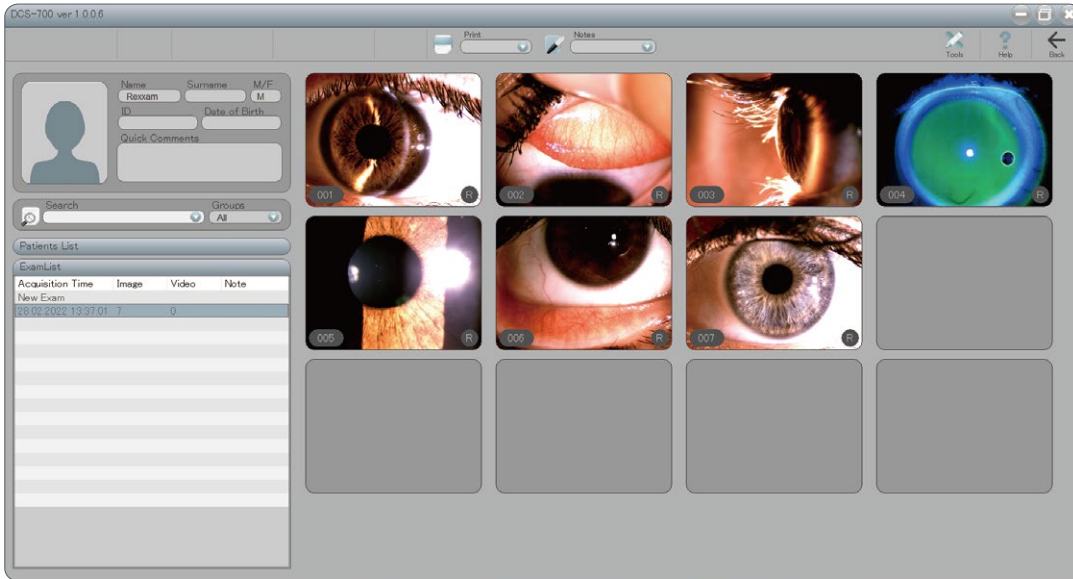 DCS-700 ver 1.0.0.6
Print
Notes
Tools
Help
Back
Name Surname M/F
Rexxam M
ID Date of Birth
Quick Comments
Search Groups
All
Patients List
ExamList
Acquisition Time Image Video Note
New Exam
28.02.2022 13:37:01 7 0
001 R
002 R
003 R
004 R
005 R
006 R
007 R